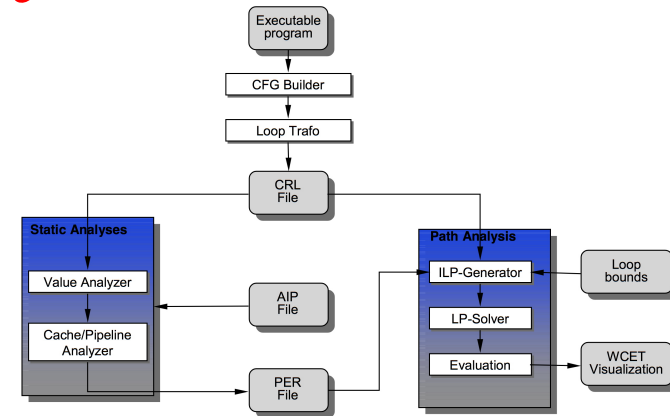 Executable
program
CFG Builder
Loop Trafo
CRL
File
Static Analyses
Path Analysis
Value Analyzer
AIP
File
ILP-Generator
Loop
bounds
Cache/Pipeline
Analyzer
LP-Solver
PER
File
Evaluation
WCET
Visualization